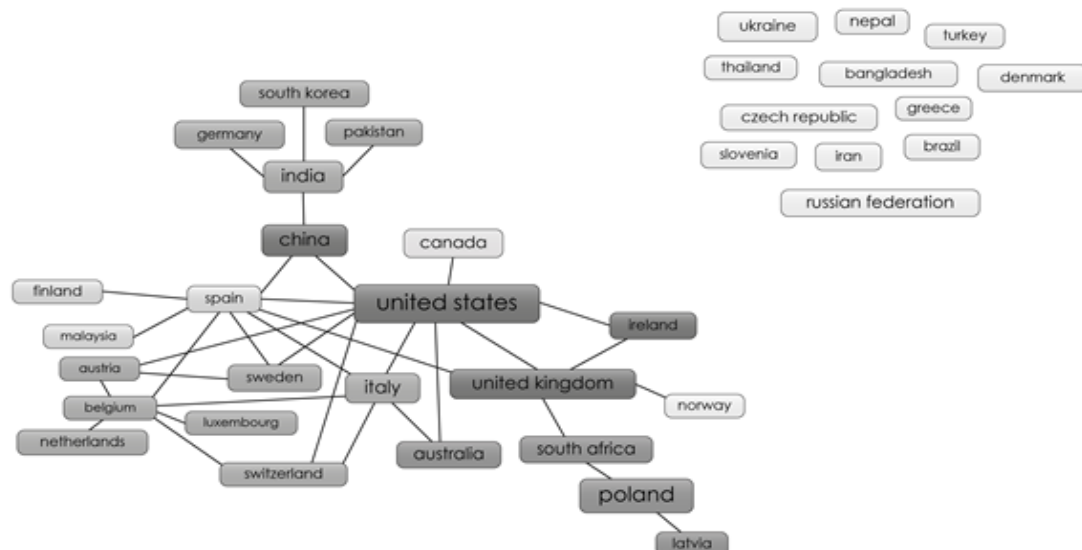 ukraine
nepal
turkey
thailand
bangladesh
denmark
south korea
czech republic
greece
germany
pakistan
slovenia
iran
brazil
india
russian federation
china
canada
finland
spain
united states
ireland
malaysia
austria
sweden
italy
united kingdom
belgium
luxembourg
norway
netherlands
switzerland
australia
south africa
poland
latvia